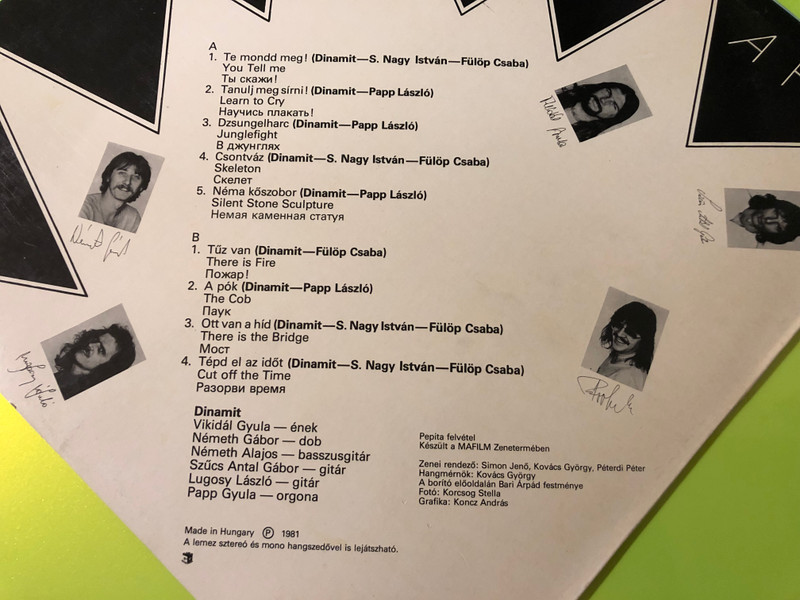 A
1. Te mondd meg! (Dinamit—S. Nagy István—Fülöp Csaba)
You Tell me
Ты скажи!
2. Tanulj meg sírni! (Dinamit—Papp László)
Learn to Cry
Научись плакать!
3. Dzsungelharc (Dinamit—Papp László)
Junglefight
В джунглях
4. Csontváz (Dinamit—S. Nagy István—Fülöp Csaba)
Skeleton
Скелет
5. Néma kőszobor (Dinamit—Papp László)
Silent Stone Sculpture
Немая каменная статуя
B
1. Tűz van (Dinamit—Fülöp Csaba)
There is Fire
Пожар!
2. A pók (Dinamit—Papp László)
The Cob
Паук
3. Ott van a híd (Dinamit—S. Nagy István—Fülöp Csaba)
There is the Bridge
Мост
4. Tépd el az időt (Dinamit—S. Nagy István—Fülöp Csaba)
Cut off the Time
Разорви время
Dinamit
Vikidál Gyula — ének
Németh Gábor — dob
Németh Alajos — basszusgitár
Szűcs Antal Gábor — gitár
Lugosy László — gitár
Papp Gyula — orgona
Pepita felvétel
Készült a MAFILM Zenetermében
Zenei rendező: Simon Jenő, Kovács György, Péterdi Péter
Hangmérnök: Kovács György
A borító előoldalán Bari Árpád festménye
Fotó: Korcsog Stella
Grafika: Koncz András
Made in Hungary Ⓟ 1981
A lemez sztereó és mono hangszedővel is lejátszható.